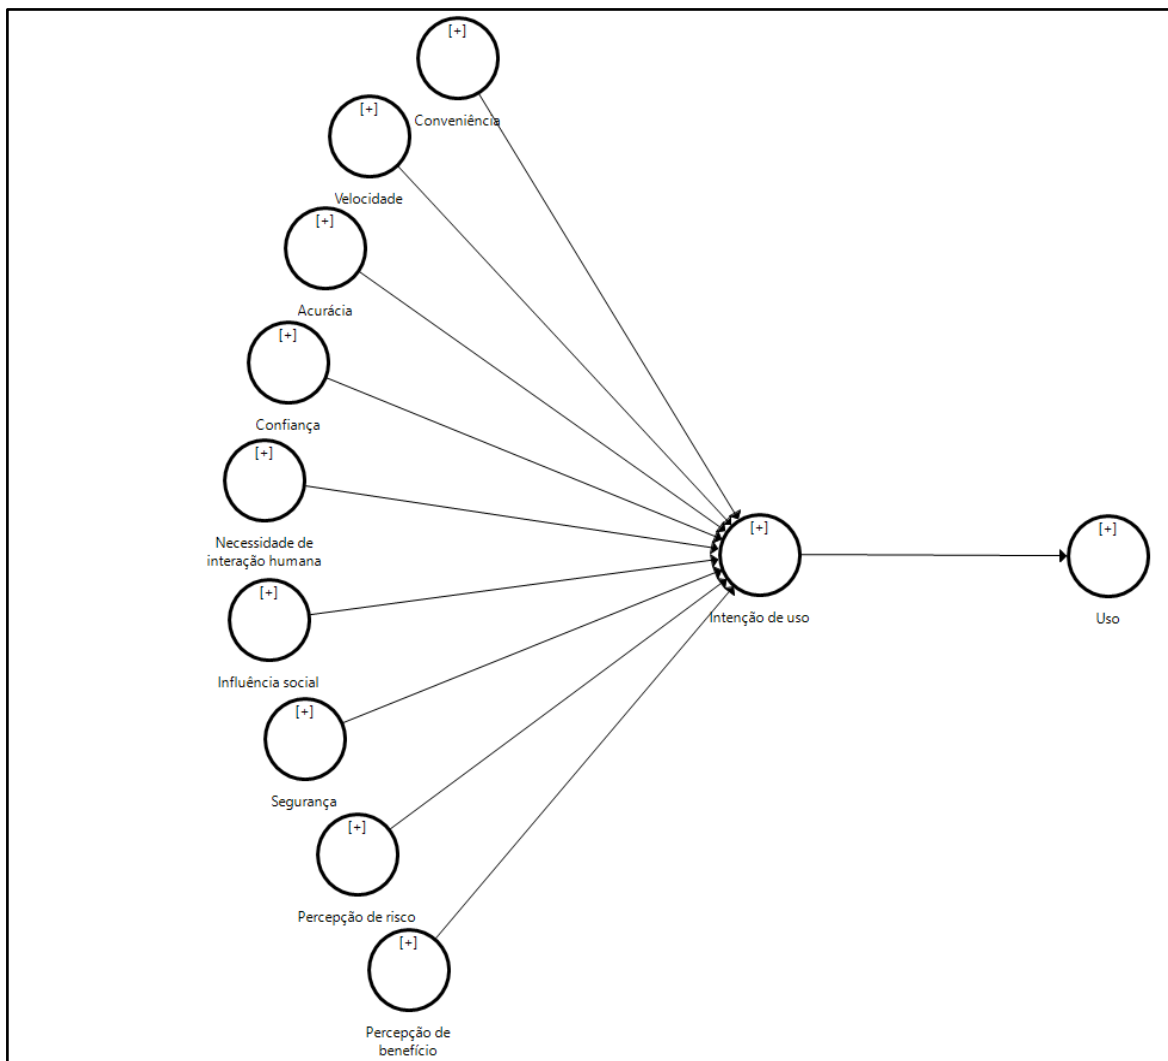 [+]
Conveniência
[+]
Velocidade
[+]
Acurácia
[+]
Confiança
[+]
Necessidade de
interação humana
[+]
Influência social
[+]
Segurança
[+]
Percepção de risco
[+]
Percepção de
benefício
[+]
Intenção de uso
[+]
Uso